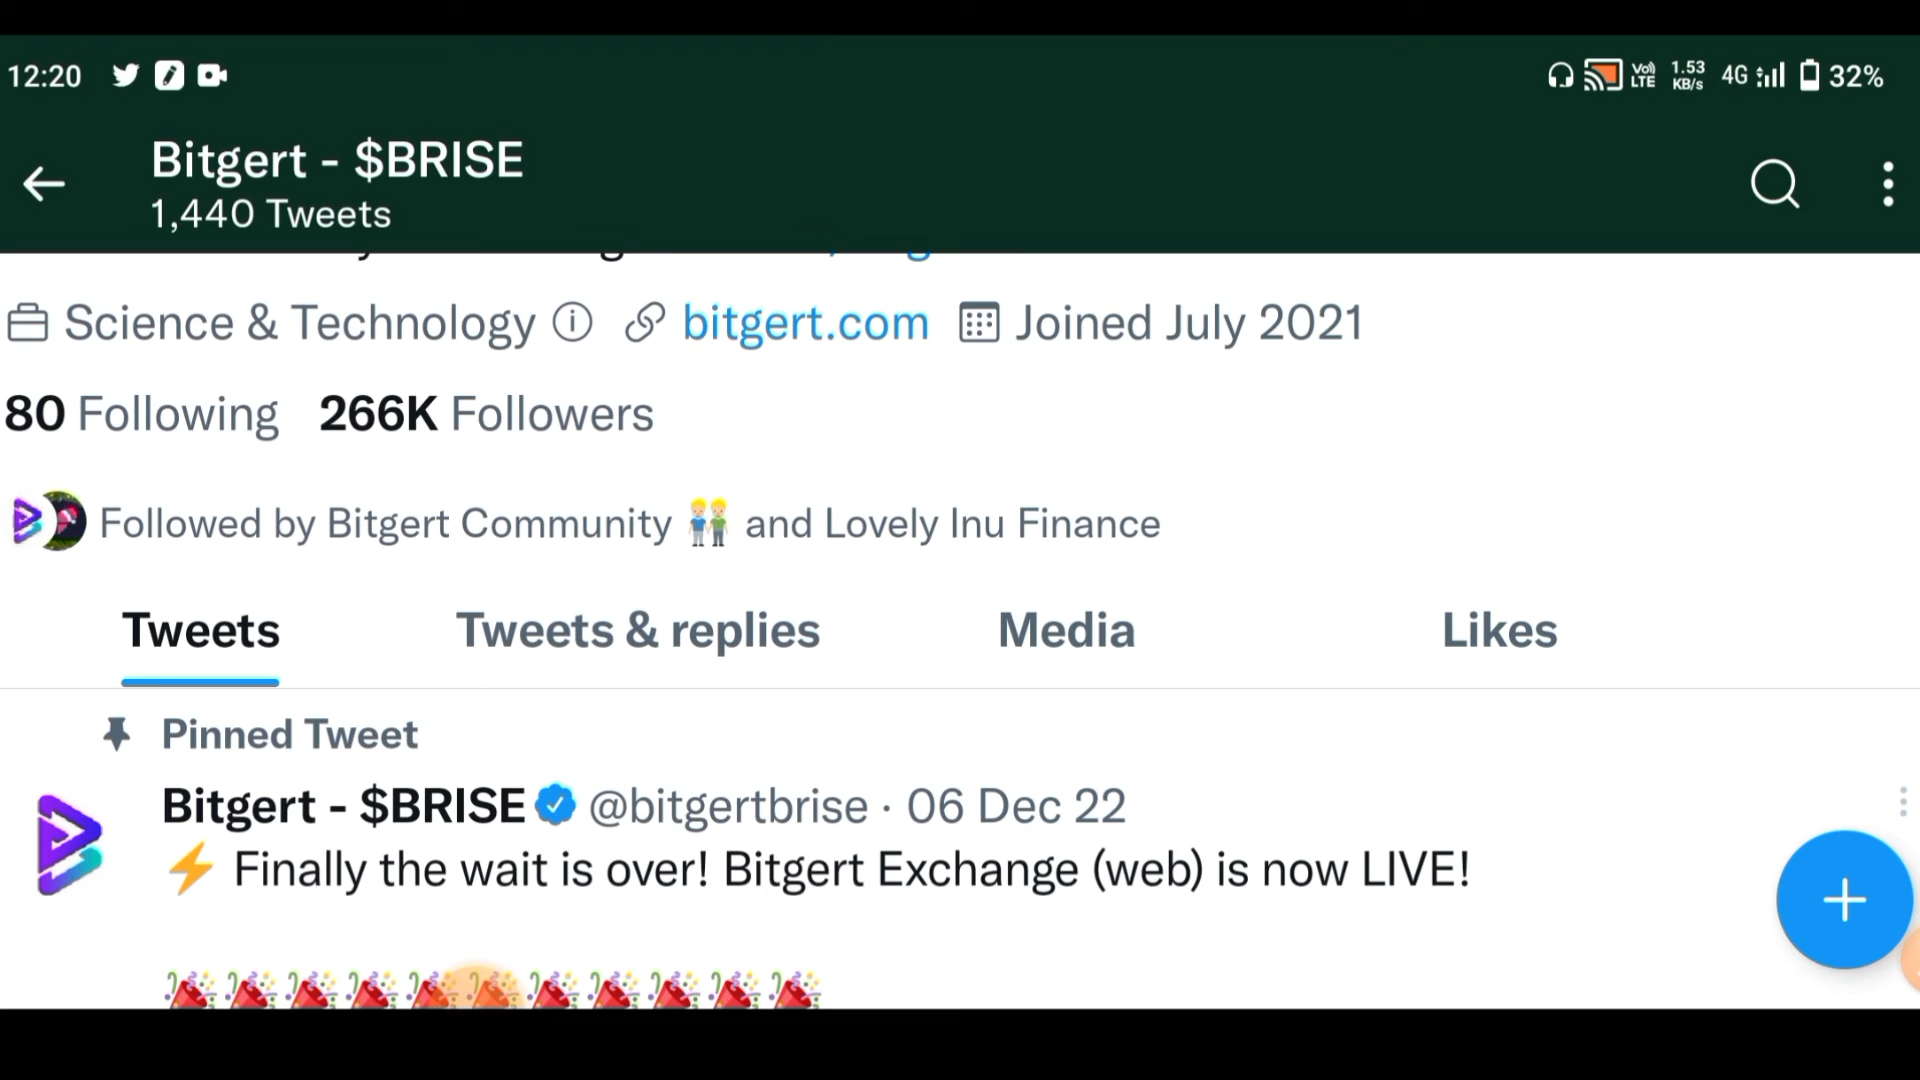 12:20
Vo) LTE 1.53 KB/s 4G 32%
Bitgert - $BRISE
1,440 Tweets
Science & Technology bitgert.com Joined July 2021
80 Following 266K Followers
Followed by Bitgert Community 👬 and Lovely Inu Finance
Tweets Tweets & replies Media Likes
Pinned Tweet
Bitgert - $BRISE @bitgertbrise · 06 Dec 22
⚡ Finally the wait is over! Bitgert Exchange (web) is now LIVE!
🎉🎉🎉🎉🎉🎉🎉🎉🎉🎉🎉